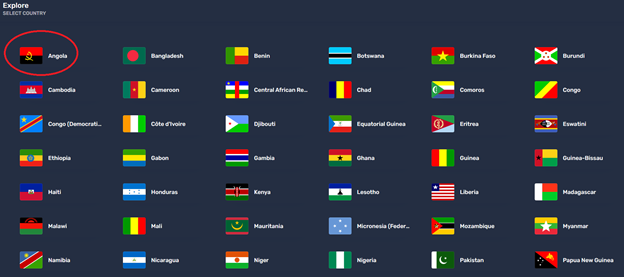 Explore
SELECT COUNTRY
Angola Bangladesh Benin Botswana Burkina Faso Burundi
Cambodia Cameroon Central African Re... Chad Comoros Congo
Congo (Democrati... Côte d'Ivoire Djibouti Equatorial Guinea Eritrea Eswatini
Ethiopia Gabon Gambia Ghana Guinea Guinea-Bissau
Haiti Honduras Kenya Lesotho Liberia Madagascar
Malawi Mali Mauritania Micronesia (Feder... Mozambique Myanmar
Namibia Nicaragua Niger Nigeria Pakistan Papua New Guinea